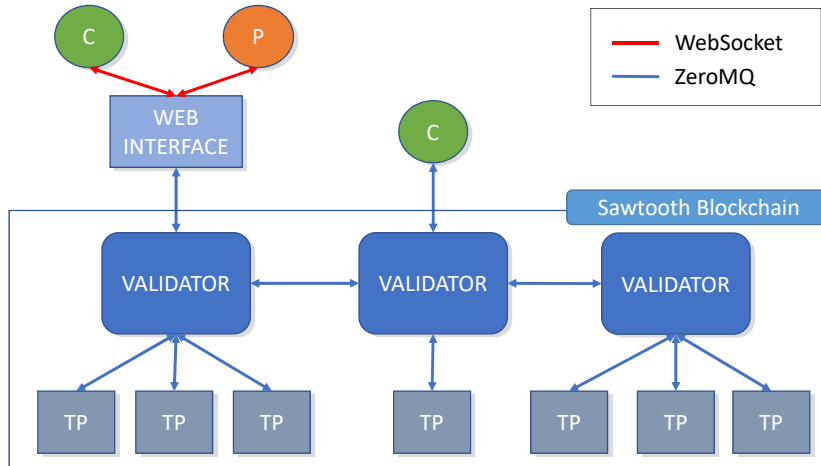 C
P
WebSocket
ZeroMQ
WEB
INTERFACE
C
Sawtooth Blockchain
VALIDATOR
VALIDATOR
VALIDATOR
TP
TP
TP
TP
TP
TP
TP